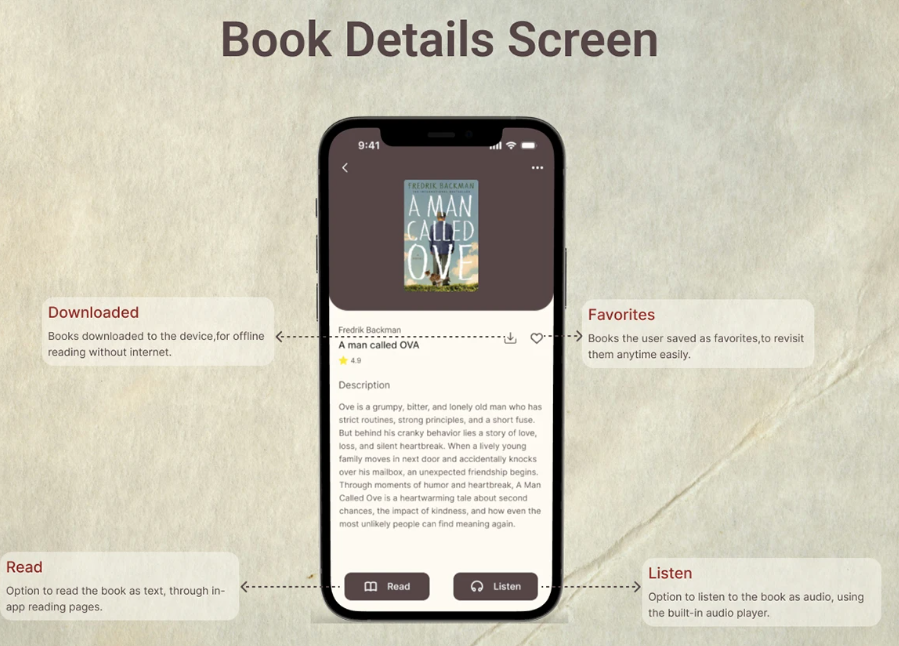 Book Details Screen
9:41
FREDRIK BACKMAN
A MAN
CALLED
OVE
Downloaded
Books downloaded to the device,for offline
reading without internet.
Favorites
Books the user saved as favorites,to revisit
them anytime easily.
Fredrik Backman
A man called OVA
4.9
Description
Ove is a grumpy, bitter, and lonely old man who has
strict routines, strong principles, and a short fuse.
But behind his cranky behavior lies a story of love,
loss, and silent heartbreak. When a lively young
family moves in next door and accidentally knocks
over his mailbox, an unexpected friendship begins.
Through moments of humor and heartbreak, A Man
Called Ove is a heartwarming tale about second
chances, the impact of kindness, and how even the
most unlikely people can find meaning again.
Read
Option to read the book as text, through in-
app reading pages.
Read
Listen
Listen
Option to listen to the book as audio, using
the built-in audio player.